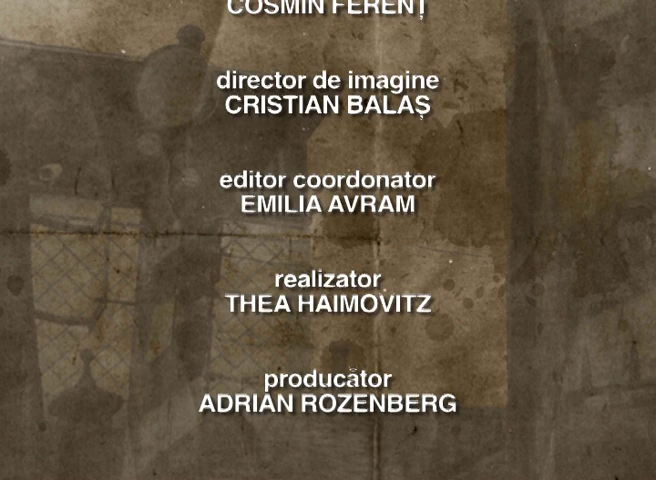 COSMIN FERENȚ
director de imagine
CRISTIAN BALAȘ
editor coordonator
EMILIA AVRAM
realizator
THEA HAIMOVITZ
producător
ADRIAN ROZENBERG